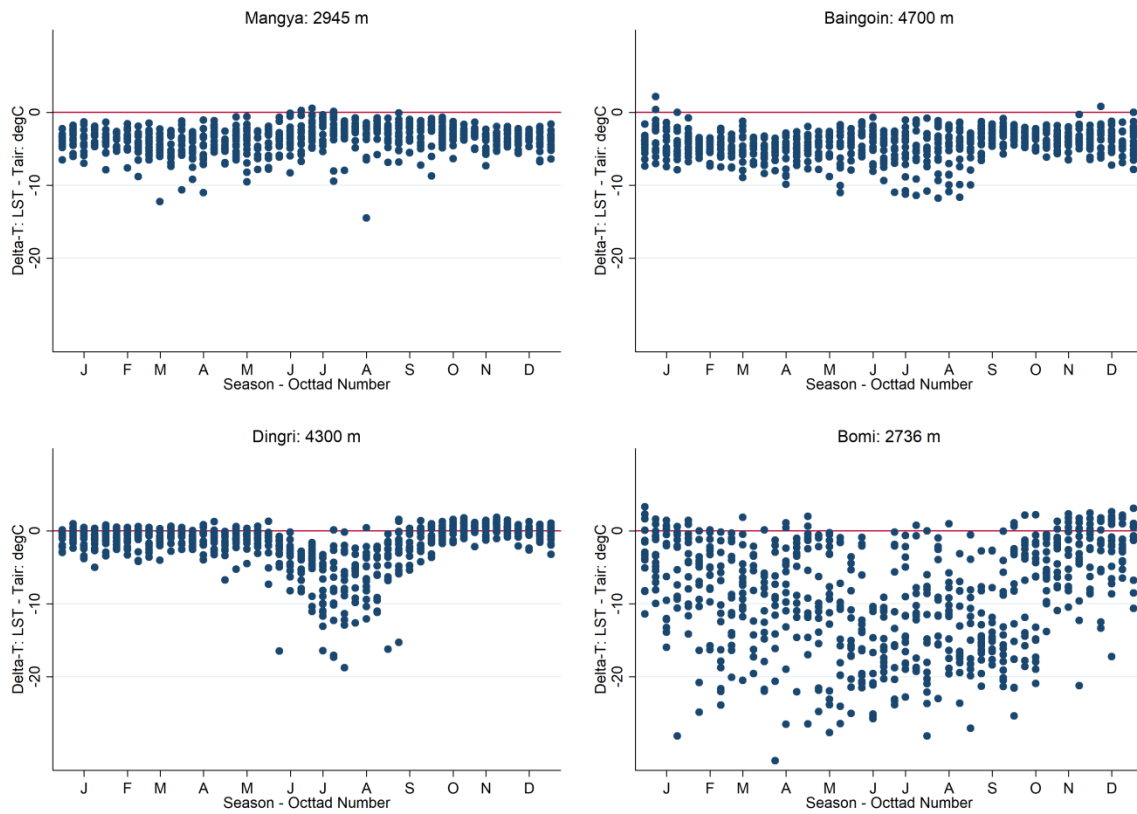 Mangya: 2945 m
Delta-T: LST - Tair: degC
0
-10
-20
J F M A M J J A S O N D
Season - Octtad Number
Baingoin: 4700 m
Delta-T: LST - Tair: degC
0
-10
-20
J F M A M J J A S O N D
Season - Octtad Number
Dingri: 4300 m
Delta-T: LST - Tair: degC
0
-10
-20
J F M A M J J A S O N D
Season - Octtad Number
Bomi: 2736 m
Delta-T: LST - Tair: degC
0
-10
-20
J F M A M J J A S O N D
Season - Octtad Number